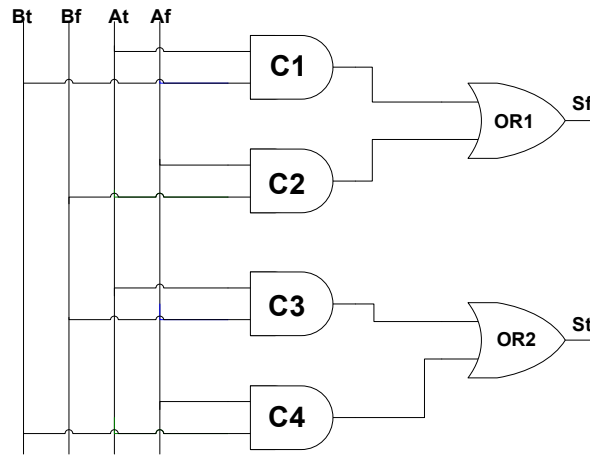 Bt Bf At Af
C1
Sf
OR1
C2
C3
St
OR2
C4